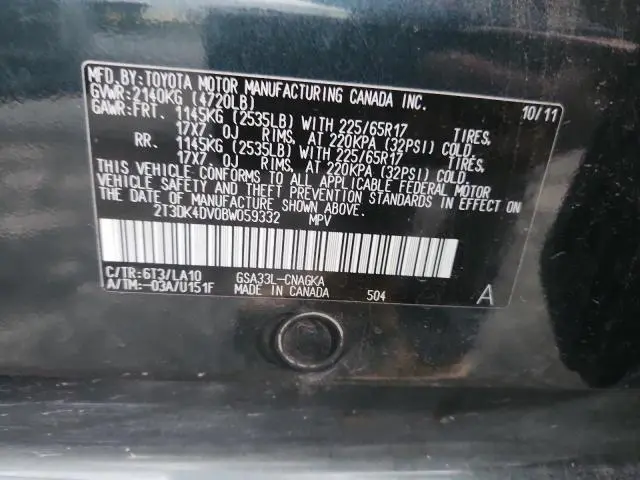 MFD.BY:TOYOTA MOTOR MANUFACTURING CANADA INC.
GVWR:2140KG (4720LB) 10/11
GAWR:FRT. 1145KG (2535LB) WITH 225/65R17 TIRES,
17X7 OJ RIMS, AT 220KPA (32PSI) COLD.
RR. 1145KG (2535LB) WITH 225/65R17 TIRES,
17X7 OJ RIMS, AT 220KPA (32PSI) COLD.
THIS VEHICLE CONFORMS TO ALL APPLICABLE FEDERAL MOTOR
VEHICLE SAFETY AND THEFT PREVENTION STANDARDS IN EFFECT ON
THE DATE OF MANUFACTURE SHOWN ABOVE.
2T3DK4DV0BW059332 MPV
C/TR:6T3/LA10 GSA33L-CNAGKA
A/TM:-03A/U151F MADE IN CANADA 504 A